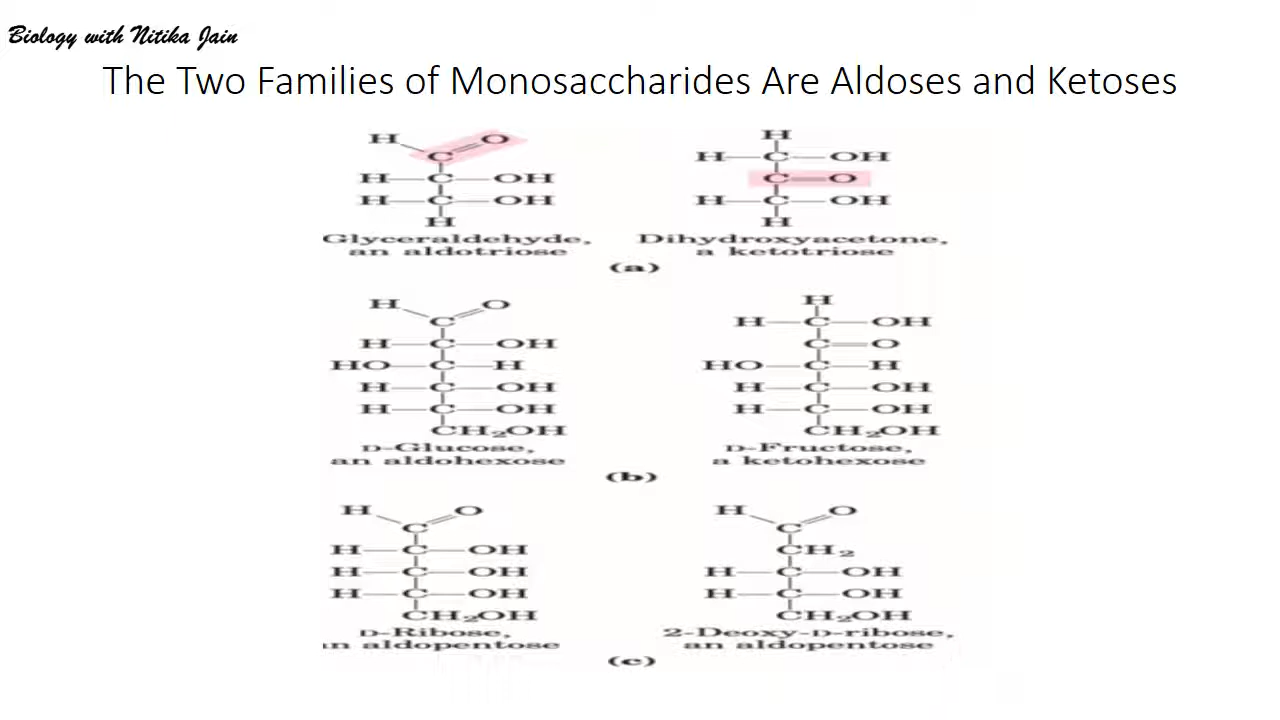 Biology with Nitika Jain
The Two Families of Monosaccharides Are Aldoses and Ketoses
H O
C
H C OH
H C OH
H
Glyceraldehyde,
an aldotriose
H
H C OH
C O
H C OH
H
Dihydroxyacetone,
a ketotriose
(a)
H O
C
H C OH
HO C H
H C OH
H C OH
CH2OH
D-Glucose,
an aldohexose
H
H C OH
C O
HO C H
H C OH
H C OH
CH2OH
D-Fructose,
a ketohexose
(b)
H O
C
H C OH
H C OH
H C OH
CH2OH
D-Ribose,
an aldopentose
H O
C
CH2
H C OH
H C OH
CH2OH
2-Deoxy-D-ribose,
an aldopentose
(c)